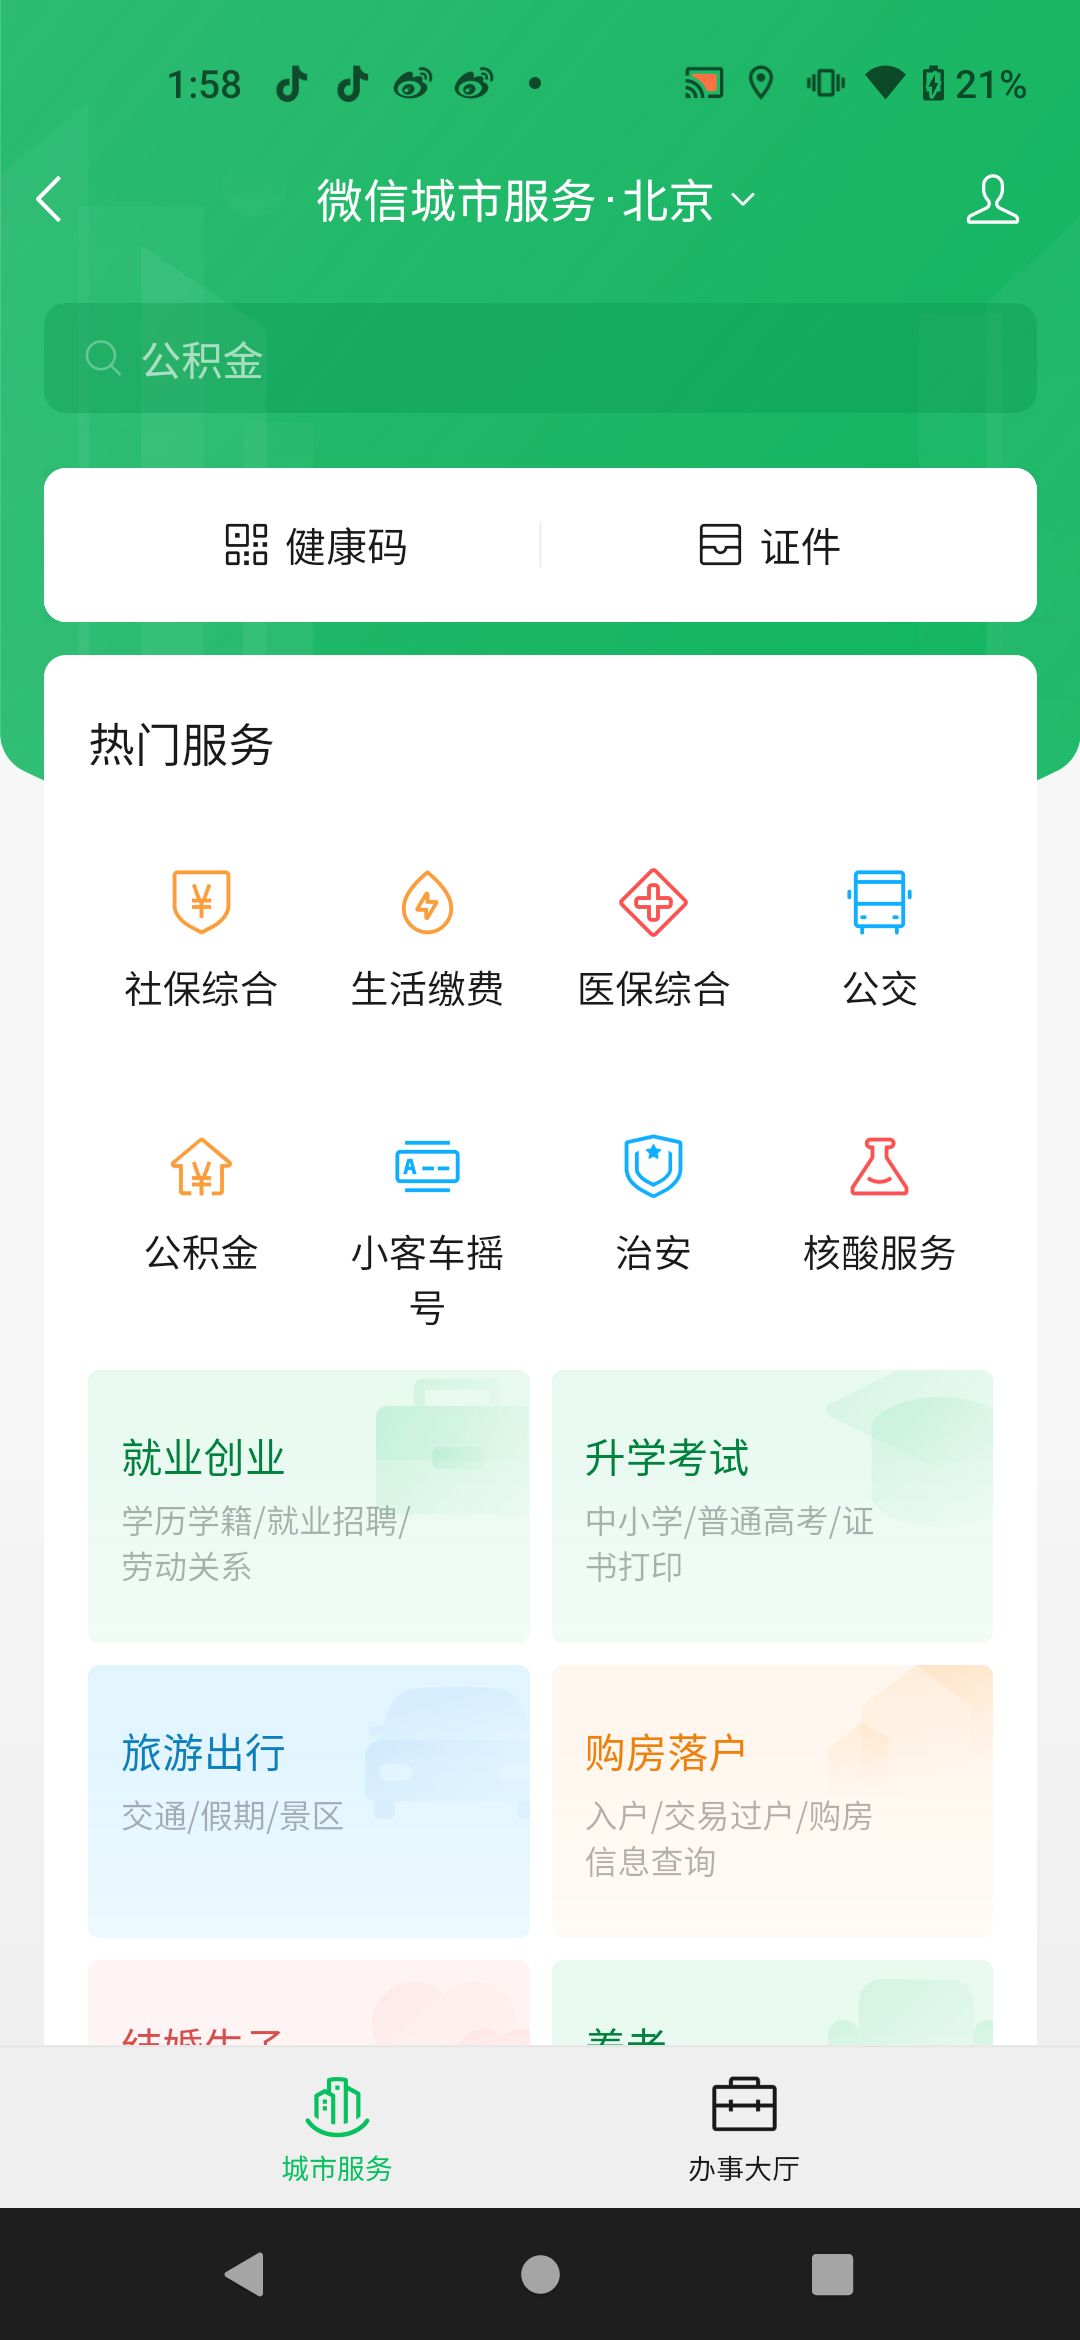 1:58
21%
微信城市服务·北京
公积金
健康码
证件
热门服务
社保综合
生活缴费
医保综合
公交
公积金
小客车摇
号
治安
核酸服务
就业创业
学历学籍/就业招聘/
劳动关系
升学考试
中小学/普通高考/证
书打印
旅游出行
交通/假期/景区
购房落户
入户/交易过户/购房
信息查询
结婚生子
养老
城市服务
办事大厅